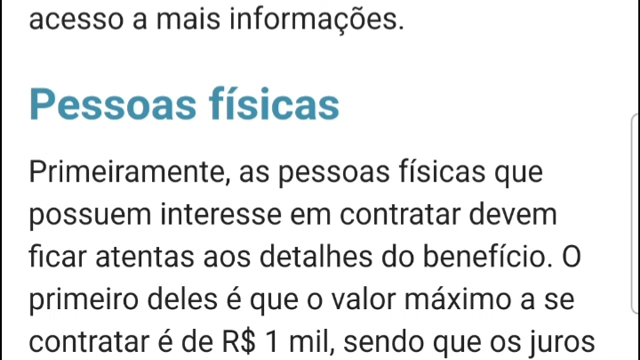 acesso a mais informações.
Pessoas físicas
Primeiramente, as pessoas físicas que
possuem interesse em contratar devem
ficar atentas aos detalhes do benefício. O
primeiro deles é que o valor máximo a se
contratar é de R$ 1 mil, sendo que os juros